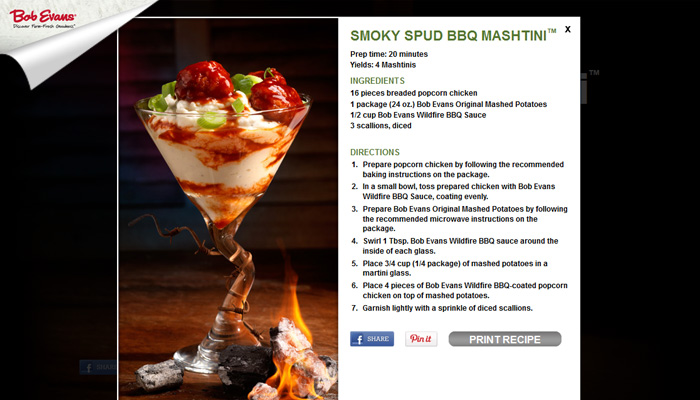 Bob Evans
Discover Farm-Fresh Goodness.
SMOKY SPUD BBQ MASHTINI™
X
Prep time: 20 minutes
Yields: 4 Mashtinis
INGREDIENTS
16 pieces breaded popcorn chicken
1 package (24 oz.) Bob Evans Original Mashed Potatoes
1/2 cup Bob Evans Wildfire BBQ Sauce
3 scallions, diced
DIRECTIONS
1. Prepare popcorn chicken by following the recommended
baking instructions on the package.
2. In a small bowl, toss prepared chicken with Bob Evans
Wildfire BBQ Sauce, coating evenly.
3. Prepare Bob Evans Original Mashed Potatoes by following
the recommended microwave instructions on the
package.
4. Swirl 1 Tbsp. Bob Evans Wildfire BBQ sauce around the
inside of each glass.
5. Place 3/4 cup (1/4 package) of mashed potatoes in a
martini glass.
6. Place 4 pieces of Bob Evans Wildfire BBQ-coated popcorn
chicken on top of mashed potatoes.
7. Garnish lightly with a sprinkle of diced scallions.
f SHARE
Pin it
PRINT RECIPE
f SHARE
TM